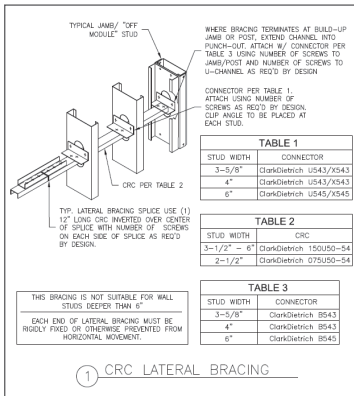 TYPICAL JAMB/ "OFF
MODULE" STUD
WHERE BRACING TERMINATES AT BUILD-UP
JAMB OR POST, EXTEND CHANNEL INTO
PUNCH-OUT. ATTACH W/ CONNECTOR PER
TABLE 3 USING NUMBER OF SCREWS TO
JAMB/POST AND NUMBER OF SCREWS TO
U-CHANNEL AS REQ'D BY DESIGN
CONNECTOR PER TABLE 1.
ATTACH USING NUMBER OF
SCREWS AS REQ'D BY DESIGN.
CLIP ANGLE TO BE PLACED AT
EACH STUD.
CRC PER TABLE 2
TYP. LATERAL BRACING SPLICE USE (1)
12" LONG CRC INVERTED OVER CENTER
OF SPLICE WITH NUMBER OF SCREWS
ON EACH SIDE OF SPLICE AS REQ'D
BY DESIGN.
TABLE 1
STUD WIDTH CONNECTOR
3-5/8" ClarkDietrich U543/X543
4" ClarkDietrich U543/X543
6" ClarkDietrich U545/X545
TABLE 2
STUD WIDTH CRC
3-1/2" - 6" ClarkDietrich 150U50-54
2-1/2" ClarkDietrich 075U50-54
TABLE 3
STUD WIDTH CONNECTOR
3-5/8" ClarkDietrich B543
4" ClarkDietrich B543
6" ClarkDietrich B545
THIS BRACING IS NOT SUITABLE FOR WALL
STUDS DEEPER THAN 6"
EACH END OF LATERAL BRACING MUST BE
RIGIDLY FIXED OR OTHERWISE PREVENTED FROM
HORIZONTAL MOVEMENT.
1 CRC LATERAL BRACING